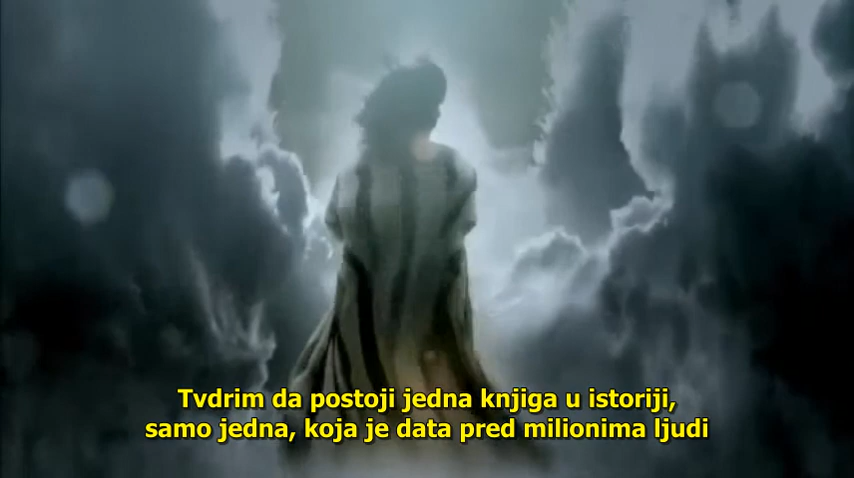 Tvdrim da postoji jedna knjiga u istoriji,
samo jedna, koja je data pred milionima ljudi